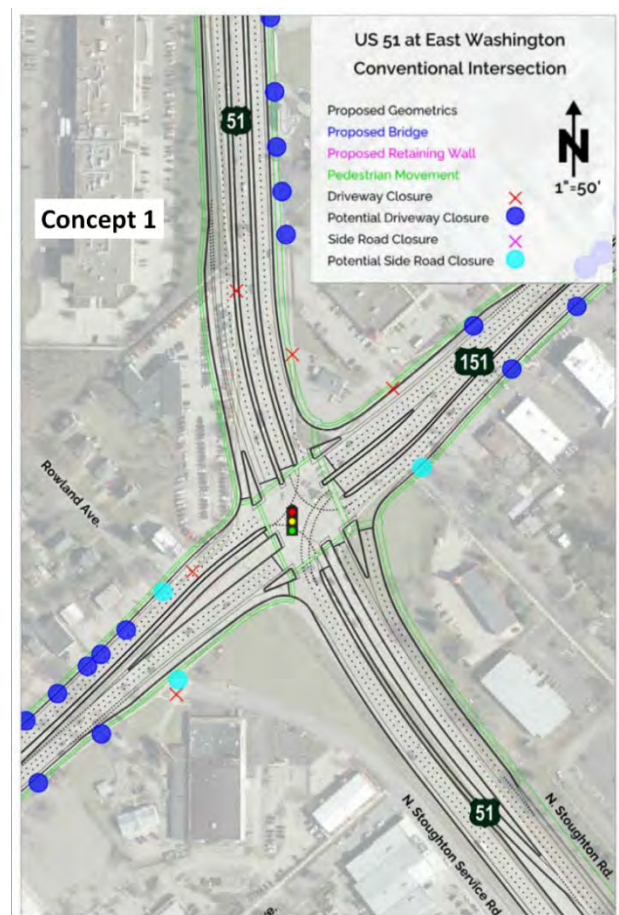 US 51 at East Washington
Conventional Intersection
Proposed Geometrics
Proposed Bridge
Proposed Retaining Wall
Pedestrian Movement
Driveway Closure
Potential Driveway Closure
Side Road Closure
Potential Side Road Closure
N
1"=50'
51
Concept 1
151
Rowland Ave.
51
N. Stoughton Service Rd.
N. Stoughton Rd.